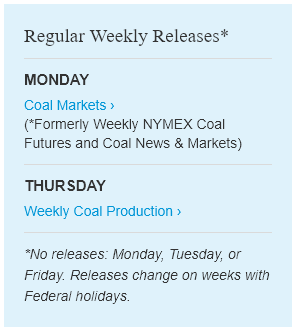 Regular Weekly Releases*
MONDAY
Coal Markets ›
(*Formerly Weekly NYMEX Coal
Futures and Coal News & Markets)
THURSDAY
Weekly Coal Production ›
*No releases: Monday, Tuesday, or
Friday. Releases change on weeks with
Federal holidays.